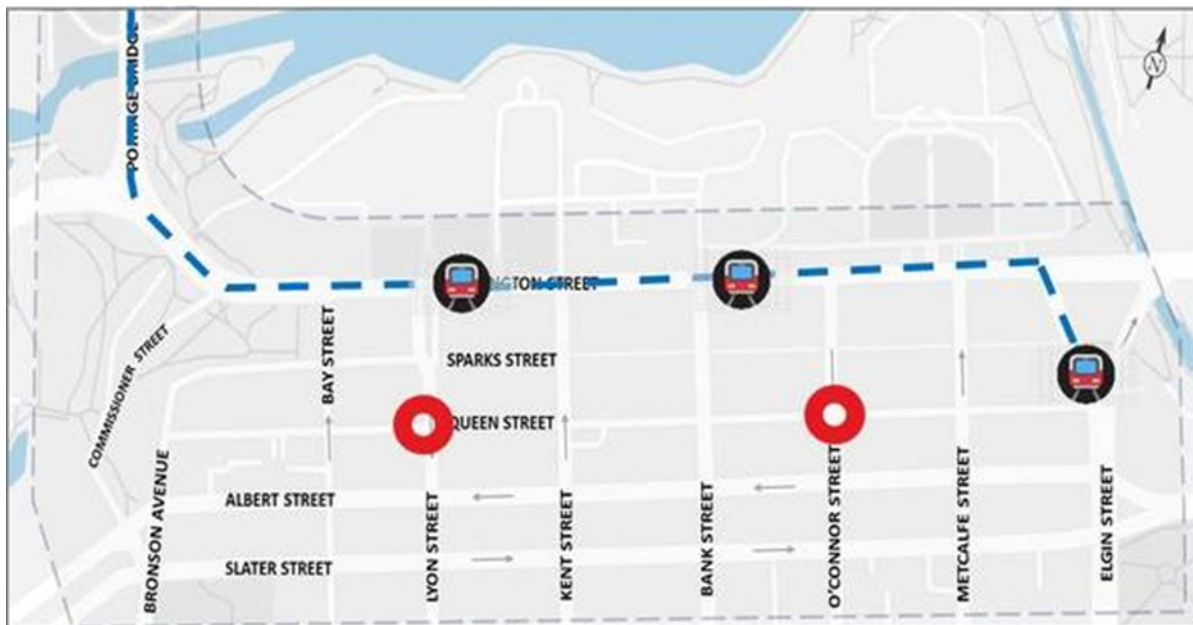 PORTAGE BRIDGE
N
NGTON STREET
COMMISSIONER STREET
BAY STREET
SPARKS STREET
QUEEN STREET
BRONSON AVENUE
ALBERT STREET
SLATER STREET
LYON STREET
KENT STREET
BANK STREET
O'CONNOR STREET
METCALFE STREET
ELGIN STREET